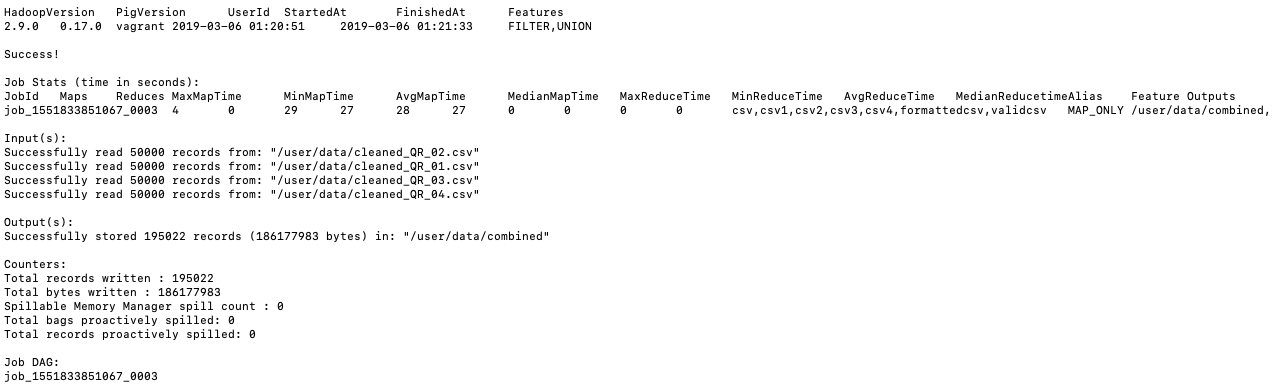 HadoopVersion PigVersion UserId StartedAt FinishedAt Features
2.9.0 0.17.0 vagrant 2019-03-06 01:20:51 2019-03-06 01:21:33 FILTER,UNION
Success!
Job Stats (time in seconds):
JobId Maps Reduces MaxMapTime MinMapTime AvgMapTime MedianMapTime MaxReduceTime MinReduceTime AvgReduceTime MedianReducetimeAlias Feature Outputs
job_1551833851067_0003 4 0 29 27 28 27 0 0 0 0 csv,csv1,csv2,csv3,csv4,formattedcsv,validcsv MAP_ONLY /user/data/combined,
Input(s):
Successfully read 50000 records from: "/user/data/cleaned_QR_02.csv"
Successfully read 50000 records from: "/user/data/cleaned_QR_01.csv"
Successfully read 50000 records from: "/user/data/cleaned_QR_03.csv"
Successfully read 50000 records from: "/user/data/cleaned_QR_04.csv"
Output(s):
Successfully stored 195022 records (186177983 bytes) in: "/user/data/combined"
Counters:
Total records written : 195022
Total bytes written : 186177983
Spillable Memory Manager spill count : 0
Total bags proactively spilled: 0
Total records proactively spilled: 0
Job DAG:
job_1551833851067_0003